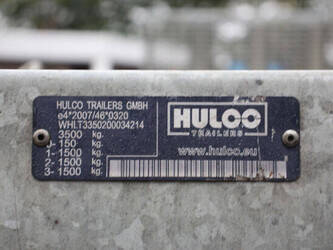 HULCO TRAILERS GMBH
e4*2007/46*0320
WHLT3350200034214
3500 kg.
0- 150 kg.
1- 1500 kg.
2- 1500 kg.
3- 1500 kg.
HULCO
TRAILERS
www.hulco.eu